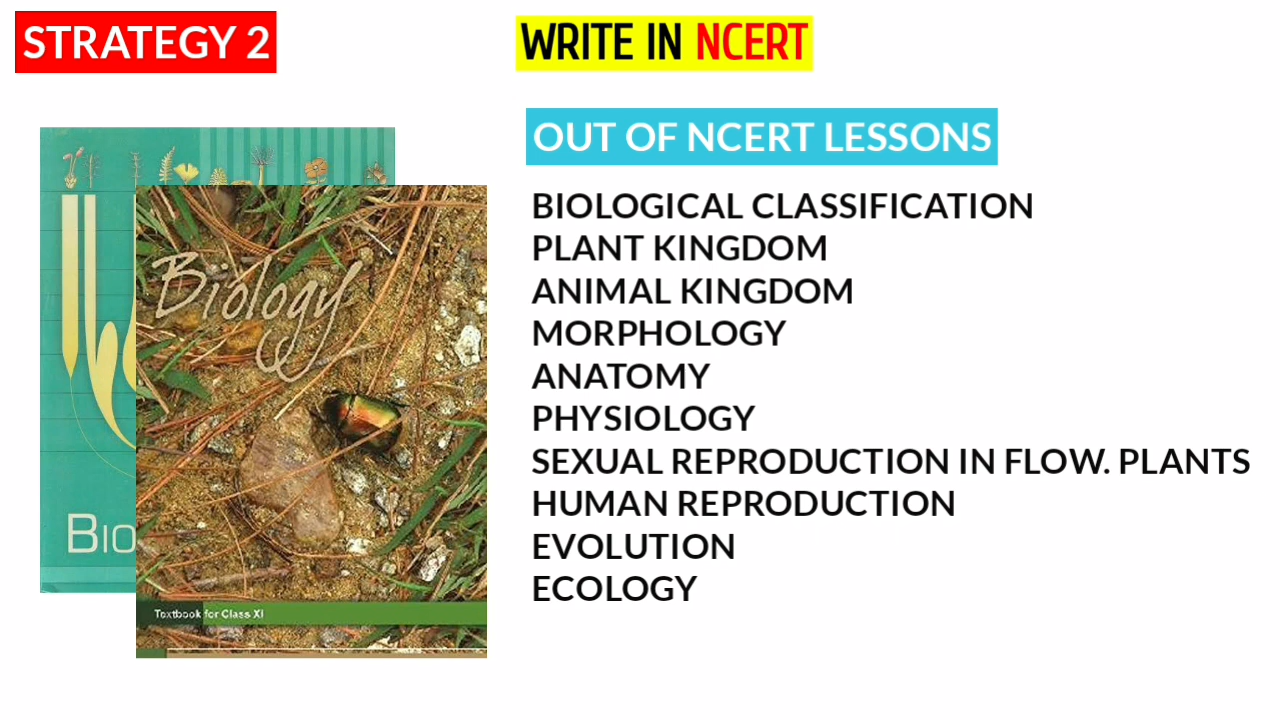 STRATEGY 2
WRITE IN NCERT
OUT OF NCERT LESSONS
BIOLOGICAL CLASSIFICATION
PLANT KINGDOM
ANIMAL KINGDOM
MORPHOLOGY
ANATOMY
PHYSIOLOGY
SEXUAL REPRODUCTION IN FLOW. PLANTS
HUMAN REPRODUCTION
EVOLUTION
ECOLOGY
Biology
BIO
Textbook for Class XI